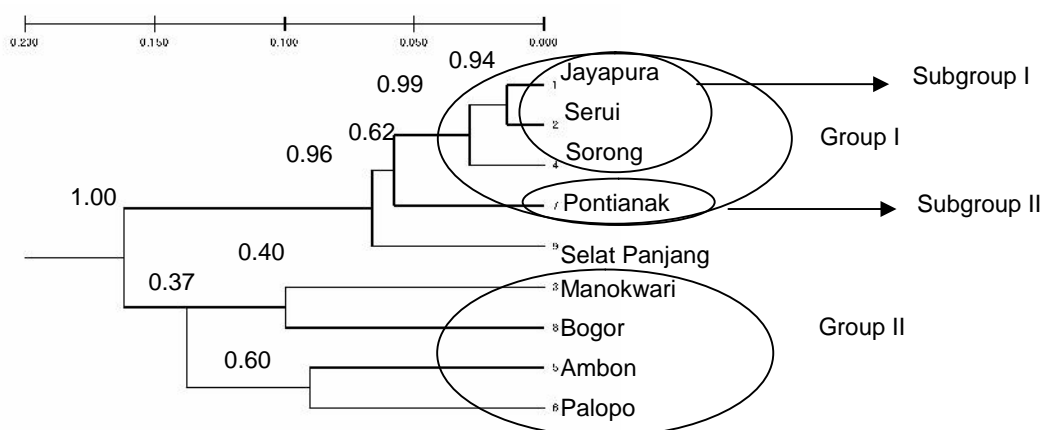 0.200 0.150 0.100 0.050 0.000
0.94
0.99
1 Jayapura
Subgroup I
2 Serui
0.62
Group I
0.96
4 Sorong
1.00
7 Pontianak
Subgroup II
0.40
9 Selat Panjang
0.37
3 Manokwari
8 Bogor
Group II
0.60
5 Ambon
6 Palopo